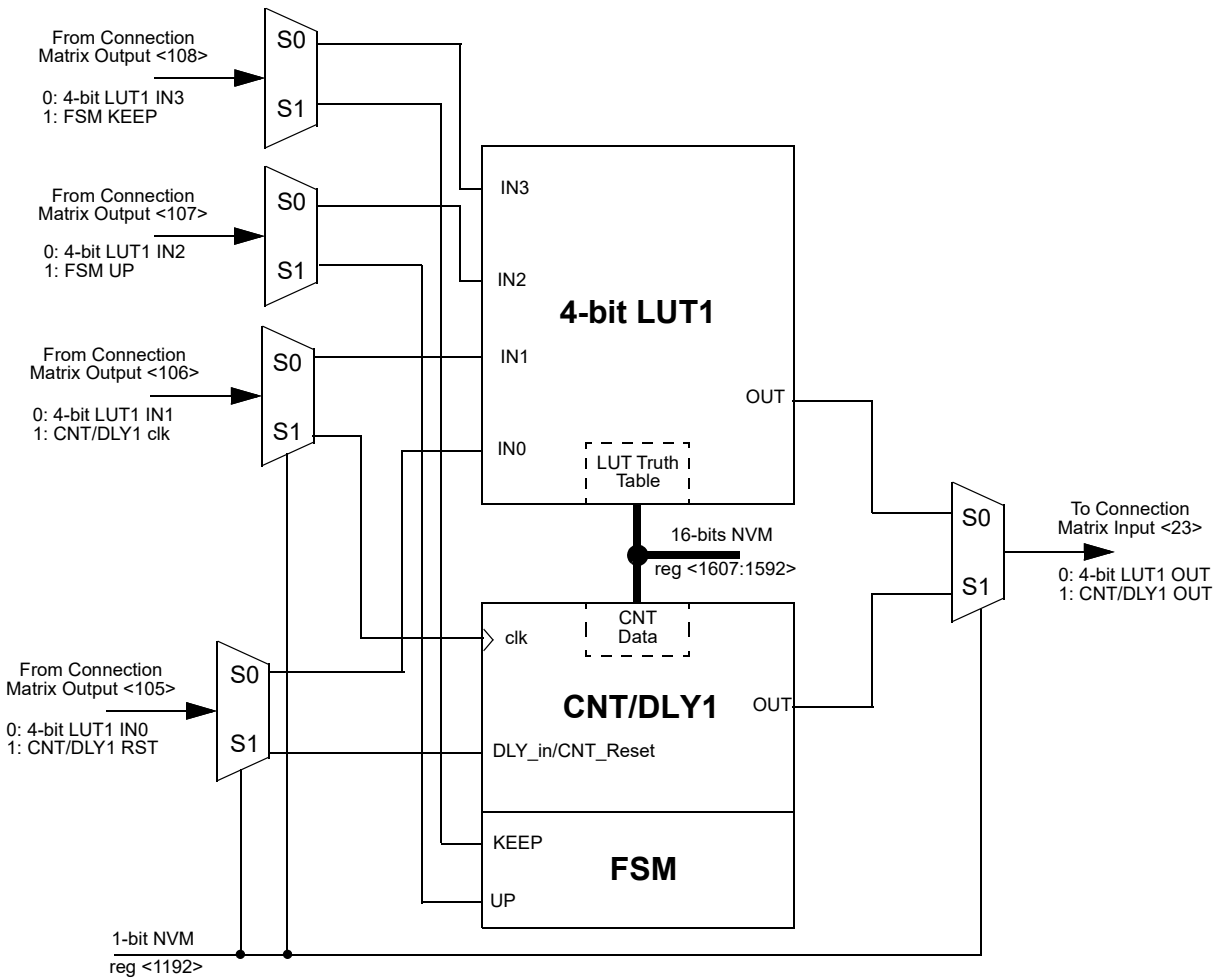 From Connection
Matrix Output <108>
0: 4-bit LUT1 IN3
1: FSM KEEP
S0
S1
From Connection
Matrix Output <107>
0: 4-bit LUT1 IN2
1: FSM UP
S0
S1
From Connection
Matrix Output <106>
0: 4-bit LUT1 IN1
1: CNT/DLY1 clk
S0
S1
From Connection
Matrix Output <105>
0: 4-bit LUT1 IN0
1: CNT/DLY1 RST
S0
S1
IN3
IN2
IN1
IN0
4-bit LUT1
OUT
LUT Truth
Table
16-bits NVM
reg <1607:1592>
CNT
Data
clk
CNT/DLY1
OUT
DLY_in/CNT_Reset
KEEP
UP
FSM
S0
S1
To Connection
Matrix Input <23>
0: 4-bit LUT1 OUT
1: CNT/DLY1 OUT
1-bit NVM
reg <1192>